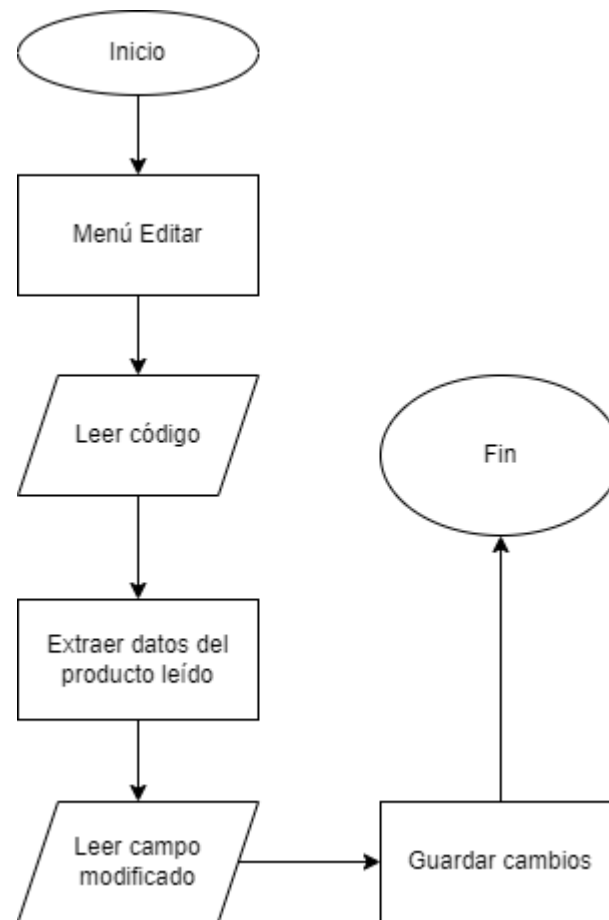 Inicio
Menú Editar
Leer código
Extraer datos del
producto leído
Leer campo
modificado
Guardar cambios
Fin